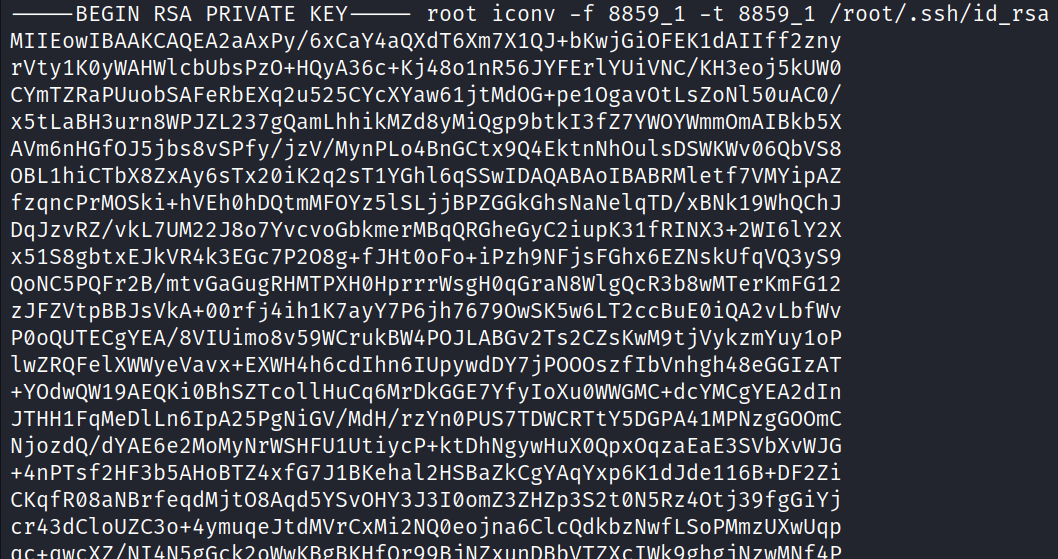 -----BEGIN RSA PRIVATE KEY----- root iconv -f 8859_1 -t 8859_1 /root/.ssh/id_rsa
MIIEowIBAAKCAQEA2aAxPy/6xCaY4aQXdT6Xm7X1QJ+bKwjGiOFEK1dAIIff2zny
rVty1K0yWAHWlcbUbsPzO+HQyA36c+Kj48o1nR56JYFErlYUiVNC/KH3eoj5kUW0
CYmTZRaPUuobSAFeRbEXq2u525CYcXYaw61jtMdOG+pe1OgavOtLsZoNl50uAC0/
x5tLaBH3urn8WPJZL237gQamLhhikMZd8yMiQgp9btkI3fZ7YWOYWmmOmAIBkb5X
AVm6nHGfOJ5jbs8vSPfy/jzV/MynPLo4BnGCtx9Q4EktnNhOulsDSWKWv06QbVS8
OBL1hiCTbX8ZxAy6sTx20iK2q2sT1YGhl6qSSwIDAQABAoIBABRMletf7VMYipAZ
fzqncPrMOSki+hVEh0hDQtmMFOYz5lSLjjBPZGGkGhsNaNelqTD/xBNk19WhQChJ
DqJzvRZ/vkL7UM22J8o7YvcvoGbkmerMBqQRGheGyC2iupK31fRINX3+2WI6lY2X
x51S8gbtxEJkVR4k3EGc7P2O8g+fJHt0oFo+iPzh9NFjsFGhx6EZNskUfqVQ3yS9
QoNC5PQFr2B/mtvGaGugRHMTPXH0HprrrWsgH0qGraN8WlgQcR3b8wMTerKmFG12
zJFZVtpBBJsVkA+00rfj4ih1K7ayY7P6jh7679OwSK5w6LT2ccBuE0iQA2vLbfWv
P0oQUTECgYEA/8VIUimo8v59WCrukBW4POJLABGv2Ts2CZsKwM9tjVykzmYuy1oP
lwZRQFelXWWyeVavx+EXWH4h6cdIhn6IUpywdDY7jPOOOszfIbVnhgh48eGGIzAT
+YOdwQW19AEQKi0BhSZTcollHuCq6MrDkGGE7YfyIoXu0WWGMC+dcYMCgYEA2dIn
JTHH1FqMeDlLn6IpA25PgNiGV/MdH/rzYn0PUS7TDWCRTtY5DGPA41MPNzgGOOmC
NjozdQ/dYAE6e2MoMyNrWSHFU1UtiycP+ktDhNgywHuX0QpxOqzaEaE3SVbXvWJG
+4nPTsf2HF3b5AHoBTZ4xfG7J1BKehal2HSBaZkCgYAqYxp6K1dJde116B+DF2Zi
CKqfR08aNBrfeqdMjtO8Aqd5YSvOHY3J3I0omZ3ZHZp3S2t0N5Rz4Otj39fgGiYj
cr43dCloUZC3o+4ymuqeJtdMVrCxMi2NQ0eojna6ClcQdkbzNwfLSoPMmzUXwUqp